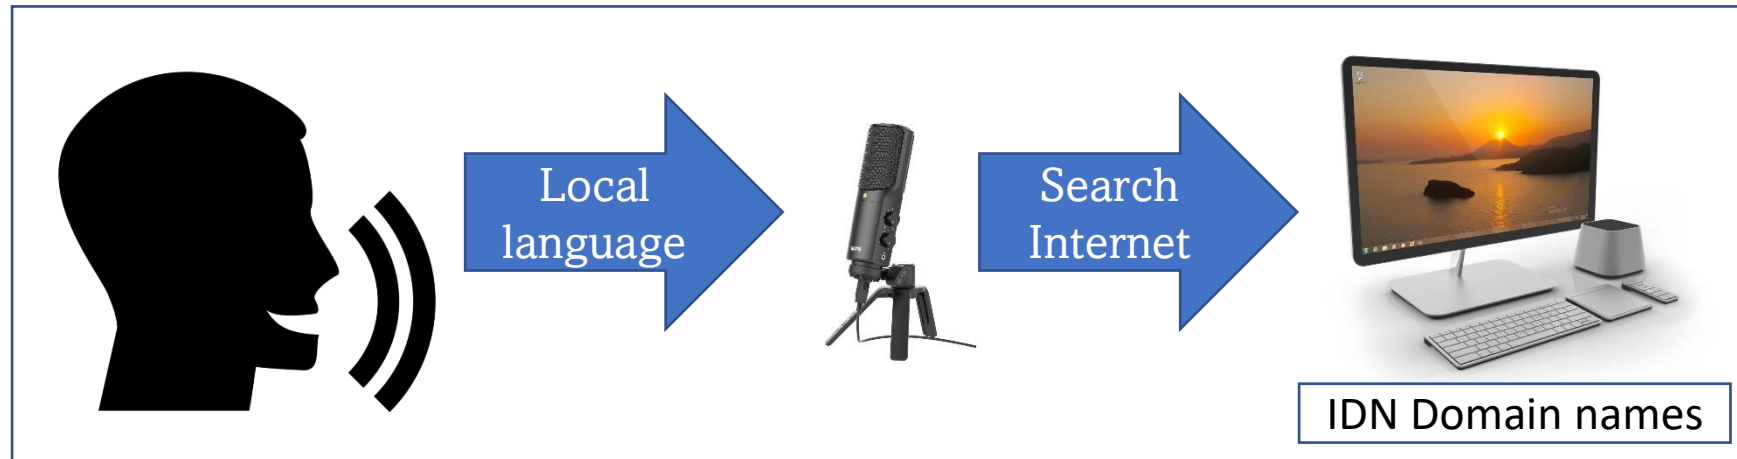 Local
language
Search
Internet
IDN Domain names